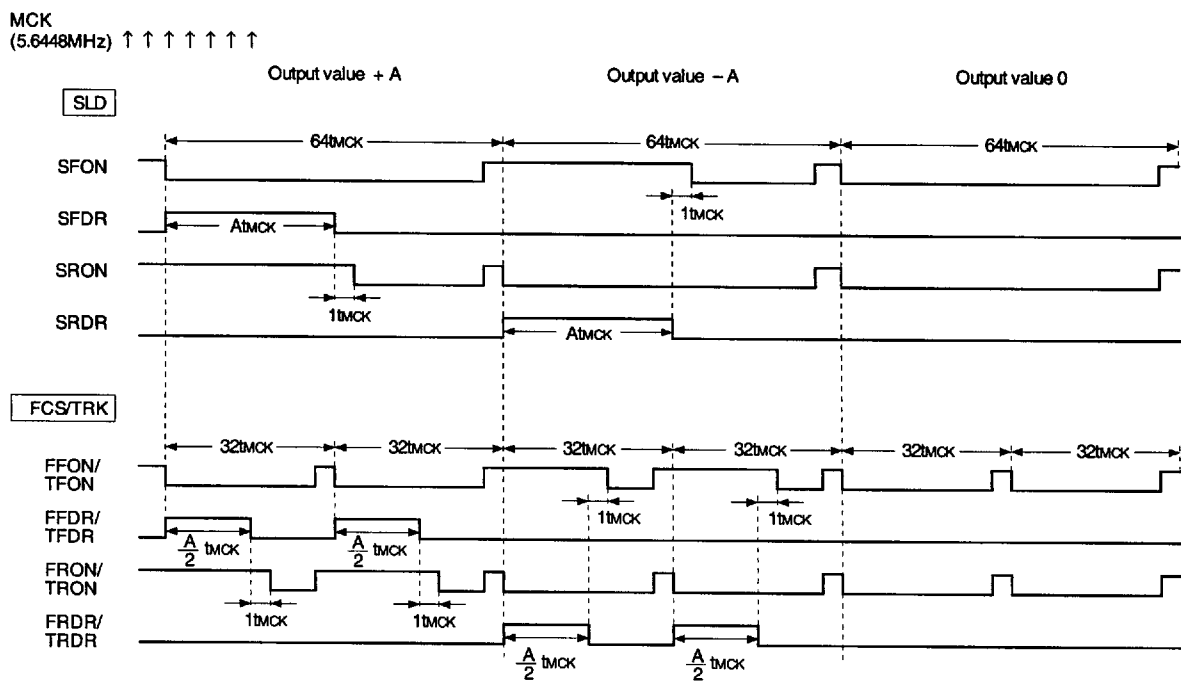 MCK
(5.6448MHz) ↑ ↑ ↑ ↑ ↑ ↑ ↑
Output value + A
Output value – A
Output value 0
SLD
64tMCK
64tMCK
64tMCK
SFON
1tMCK
SFDR
AtMCK
SRON
1tMCK
SRDR
AtMCK
FCS/TRK
32tMCK
32tMCK
32tMCK
32tMCK
32tMCK
32tMCK
FFON/
TFON
1tMCK
1tMCK
FFDR/
TFDR
A/2 tMCK
A/2 tMCK
FRON/
TRON
1tMCK
1tMCK
FRDR/
TRDR
A/2 tMCK
A/2 tMCK